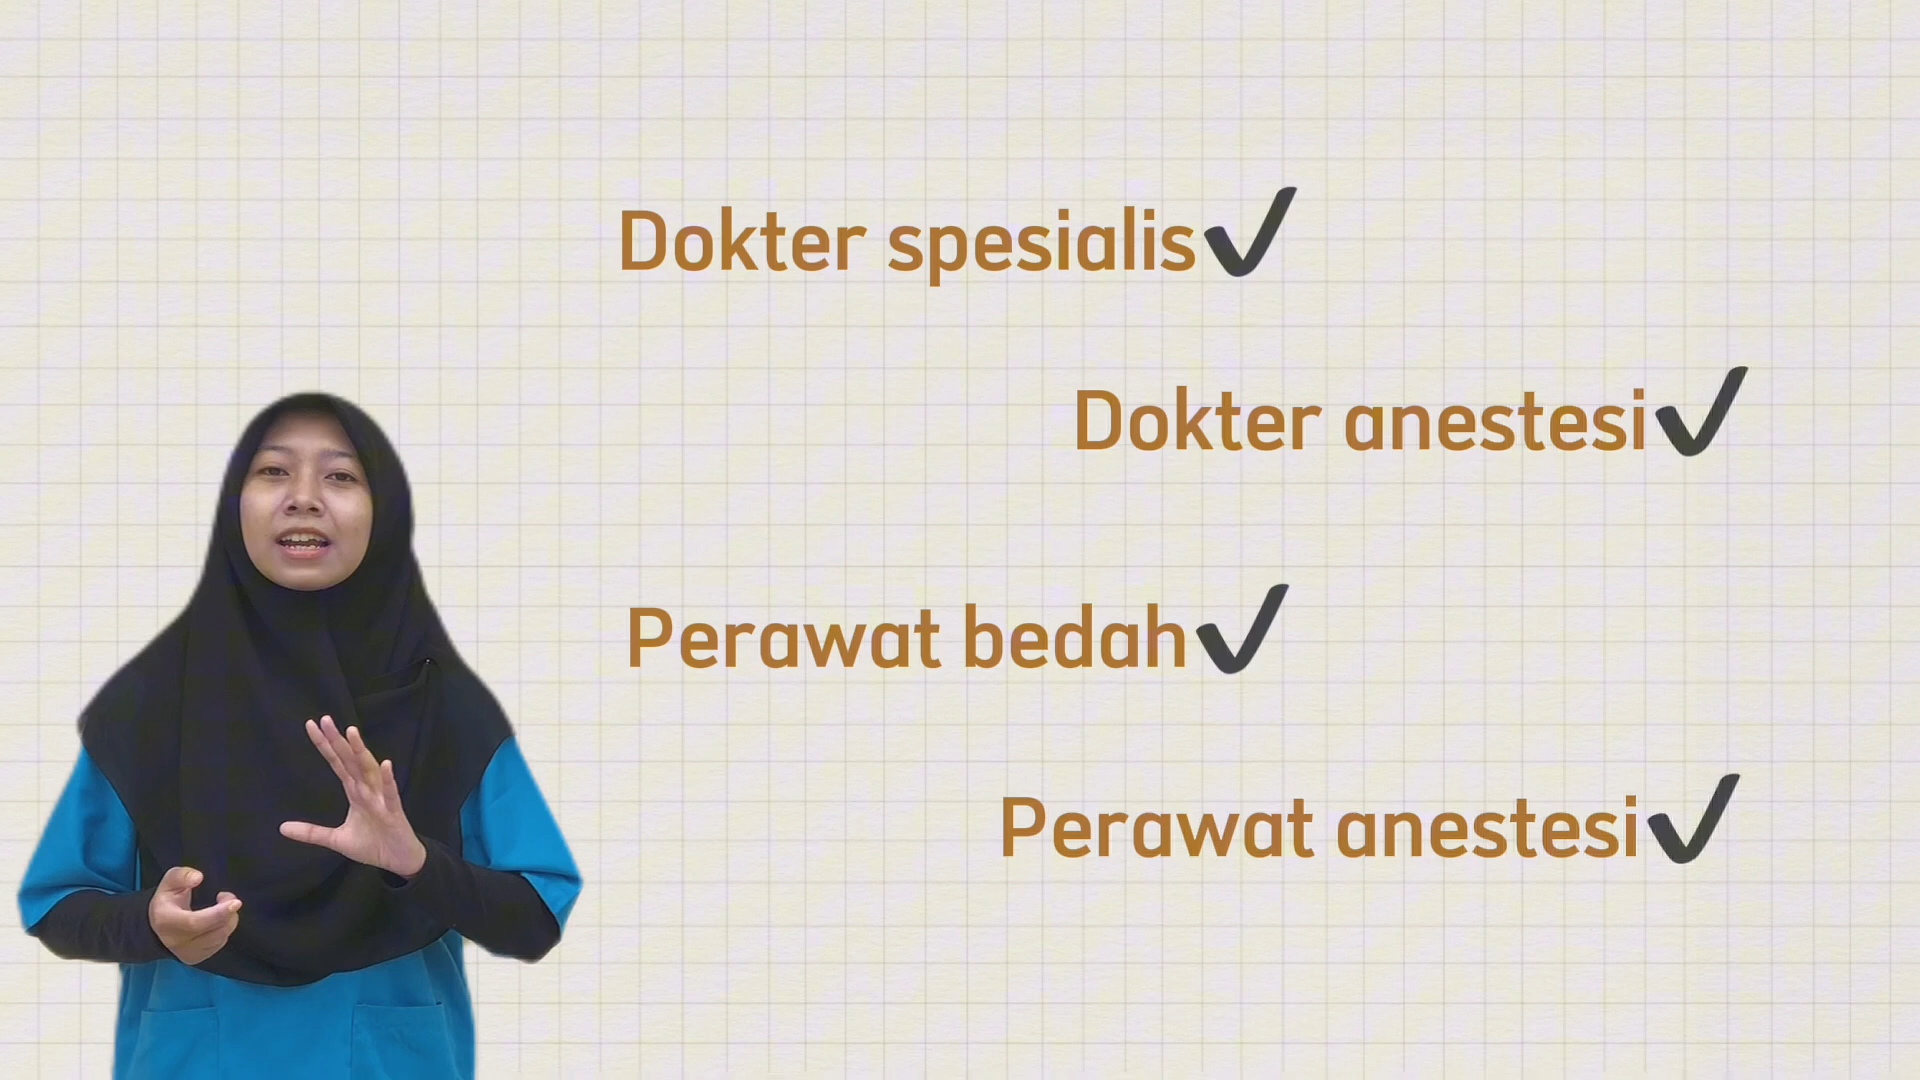 Dokter spesialis✔
Dokter anestesi✔
Perawat bedah✔
Perawat anestesi✔